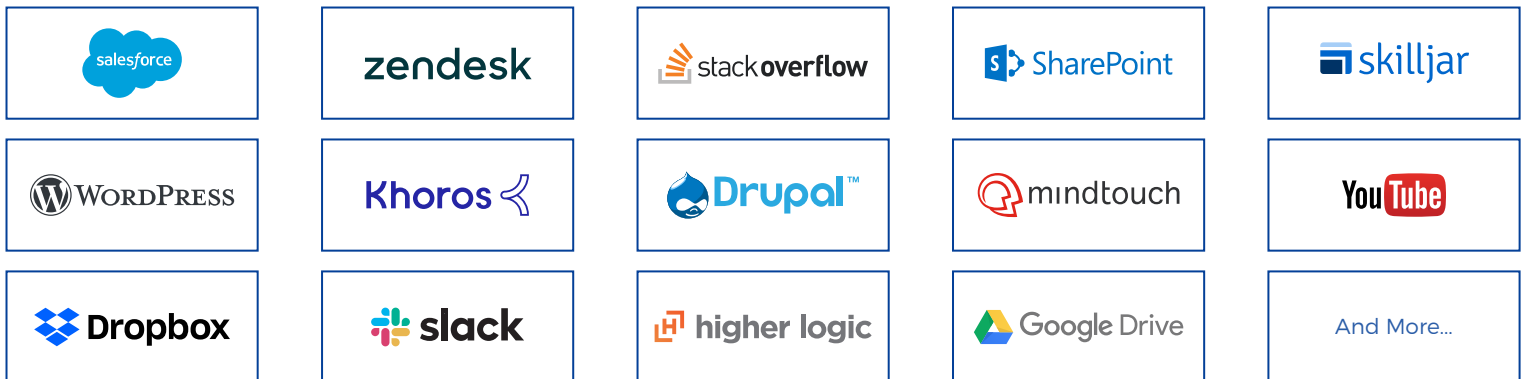 salesforce
zendesk
stackoverflow
S SharePoint
skilljar
W WORDPRESS
Khoros
Drupal™
mindtouch
YouTube
Dropbox
slack
H higher logic
Google Drive
And More...